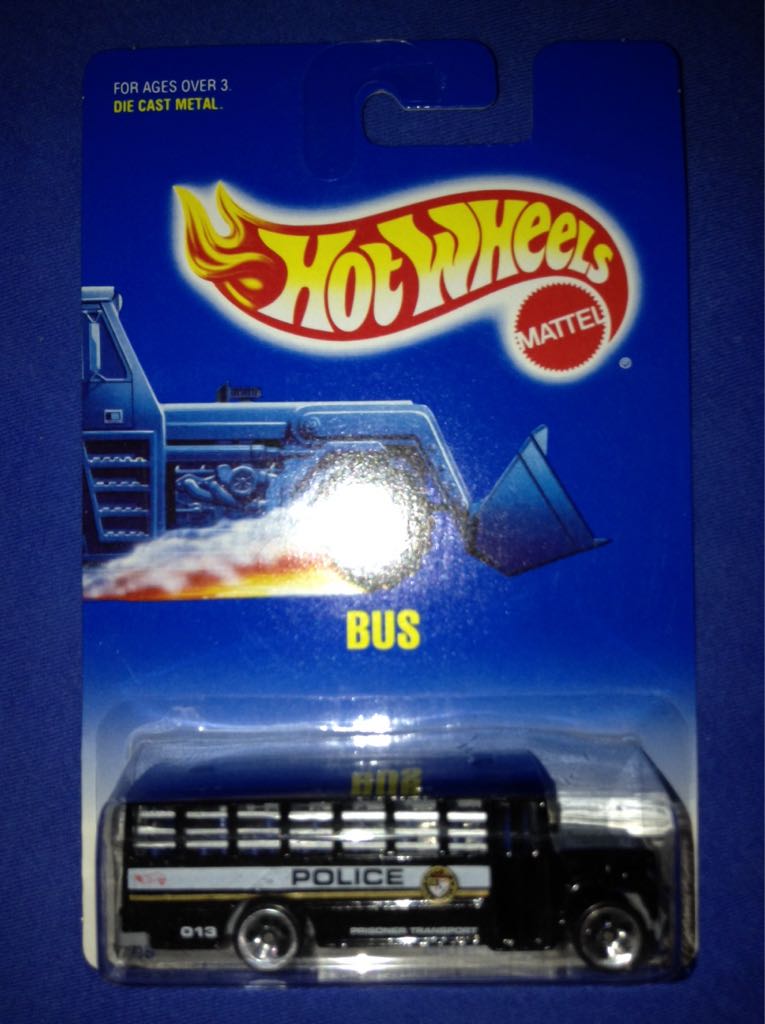 FOR AGES OVER 3.
DIE CAST METAL.
HOT WHEELS
MATTEL
®
BUS
POLICE
013
PRISONER TRANSPORT